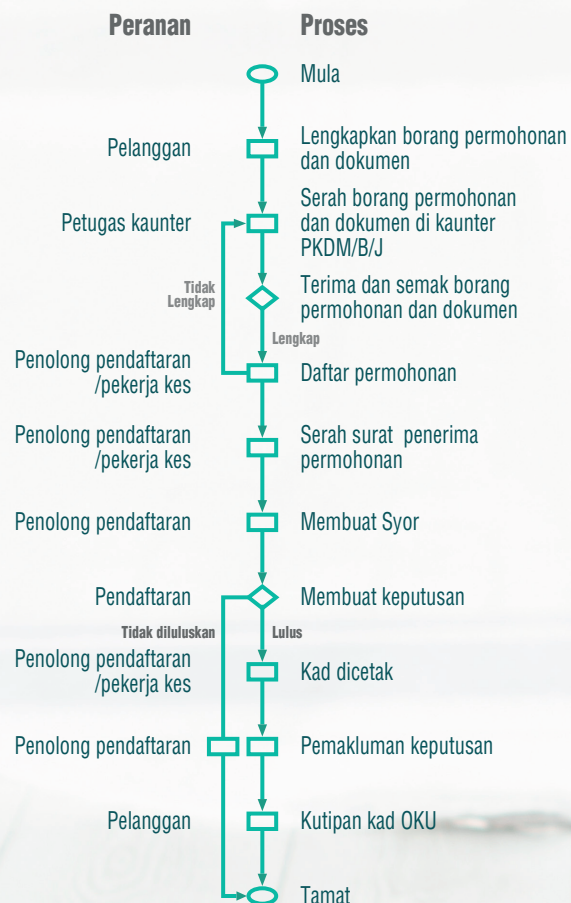 Peranan Proses
Mula
Pelanggan
Lengkapkan borang permohonan
dan dokumen
Petugas kaunter
Serah borang permohonan
dan dokumen di kaunter
PKDM/B/J
Tidak
Lengkap
Terima dan semak borang
permohonan dan dokumen
Lengkap
Penolong pendaftaran
/pekerja kes
Daftar permohonan
Penolong pendaftaran
/pekerja kes
Serah surat penerima
permohonan
Penolong pendaftaran
Membuat Syor
Pendaftaran
Membuat keputusan
Tidak diluluskan
Lulus
Penolong pendaftaran
/pekerja kes
Kad dicetak
Penolong pendaftaran
Pemakluman keputusan
Pelanggan
Kutipan kad OKU
Tamat